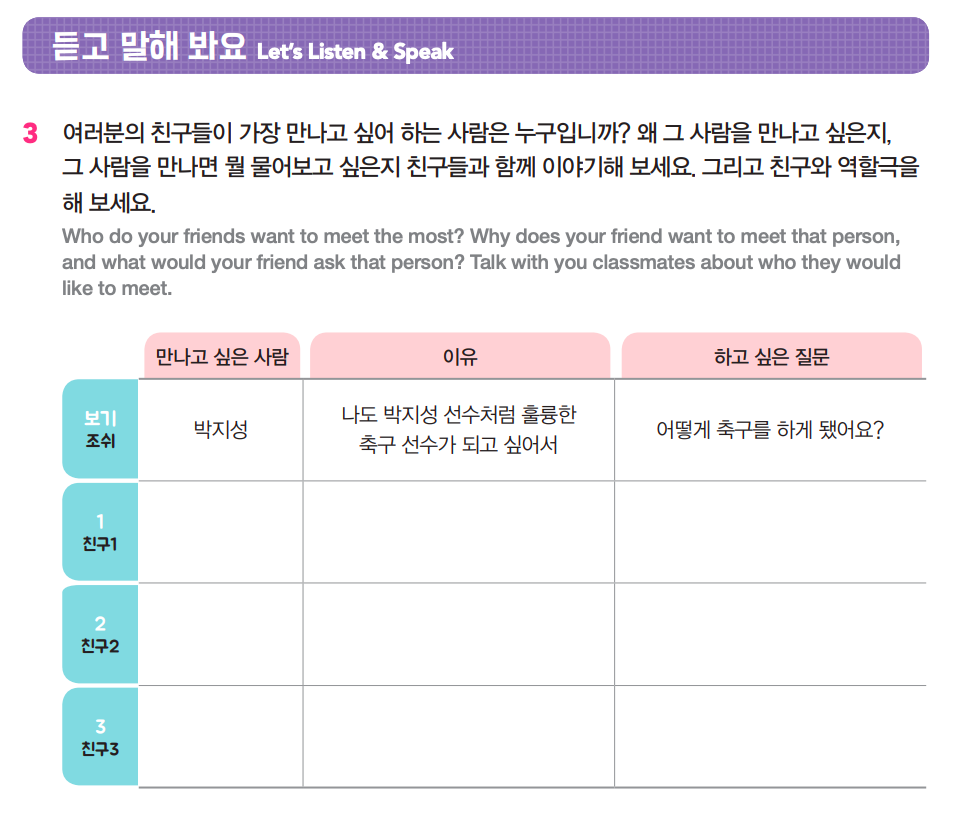 듣고 말해 봐요 Let's Listen & Speak
3 여러분의 친구들이 가장 만나고 싶어 하는 사람은 누구입니까? 왜 그 사람을 만나고 싶은지,
그 사람을 만나면 뭘 물어보고 싶은지 친구들과 함께 이야기해 보세요. 그리고 친구와 역할극을
해 보세요.
Who do your friends want to meet the most? Why does your friend want to meet that person,
and what would your friend ask that person? Talk with you classmates about who they would
like to meet.
만나고 싶은 사람 이유 하고 싶은 질문
보기
조쉬
박지성
나도 박지성 선수처럼 훌륭한
축구 선수가 되고 싶어서
어떻게 축구를 하게 됐어요?
1
친구1
2
친구2
3
친구3